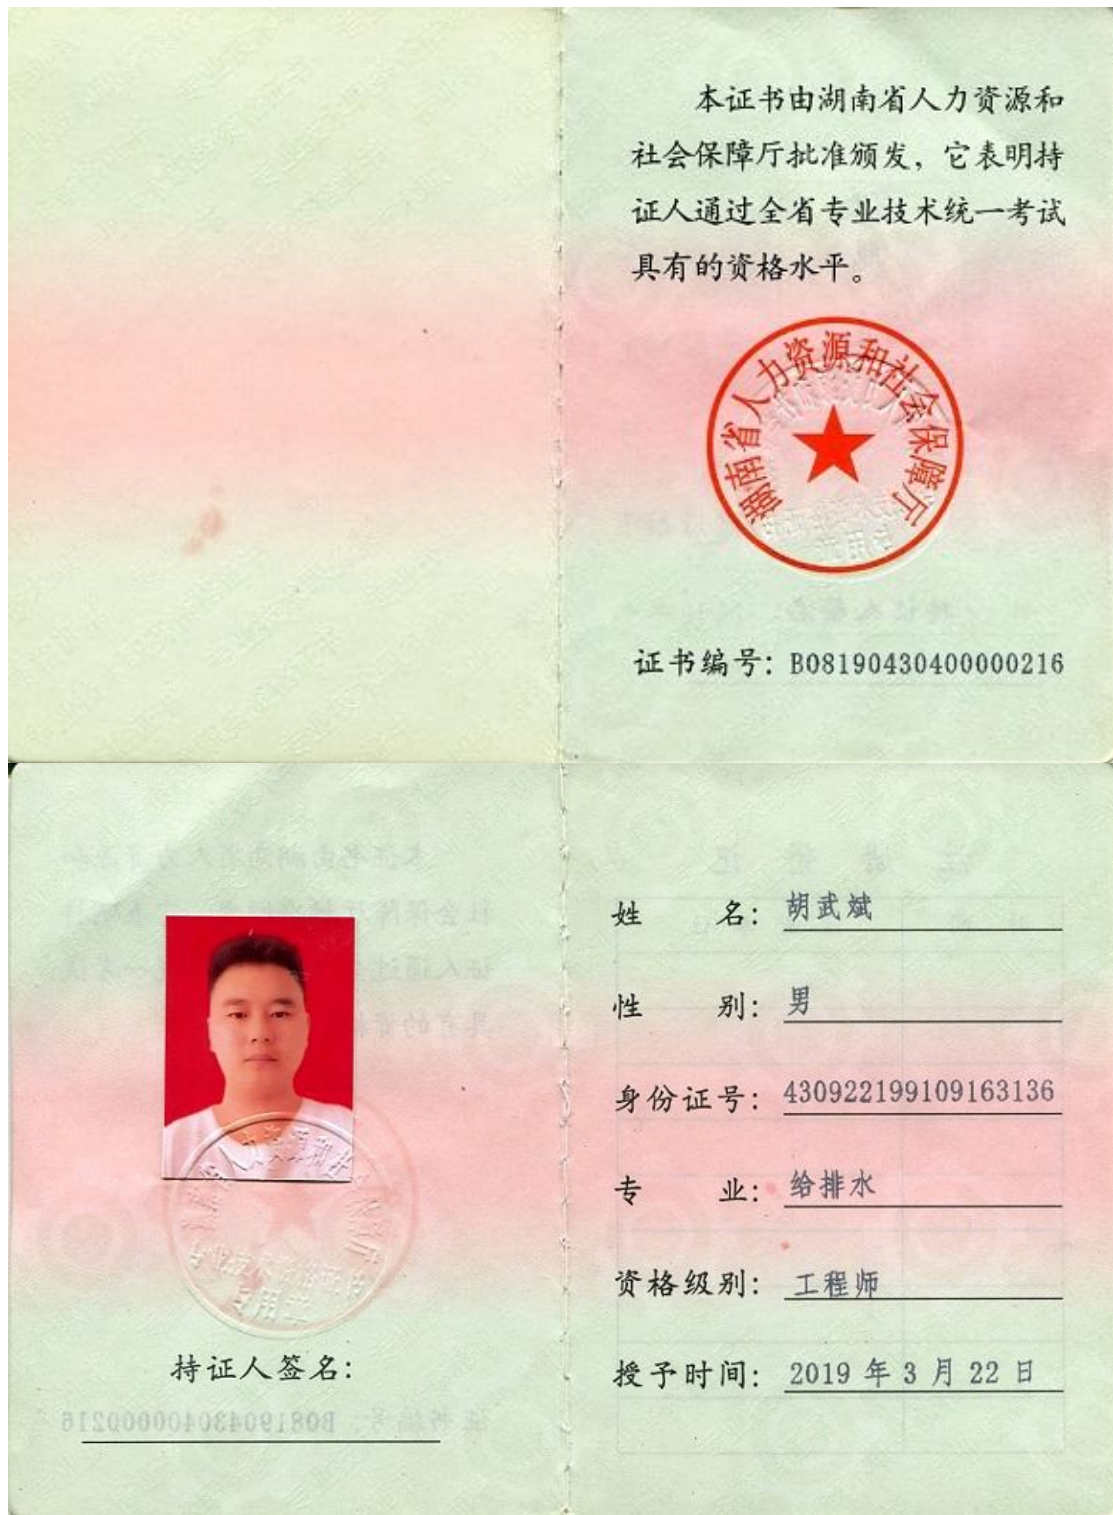 本证书由湖南省人力资源和
社会保障厅批准颁发，它表明持
证人通过全省专业技术统一考试
具有的资格水平。
湖南省人力资源和社会保障厅
证书编号：B08190430400000216
姓名：胡武斌
性别：男
身份证号：430922199109163136
专业：给排水
资格级别：工程师
授予时间：2019 年 3 月 22 日
持证人签名：